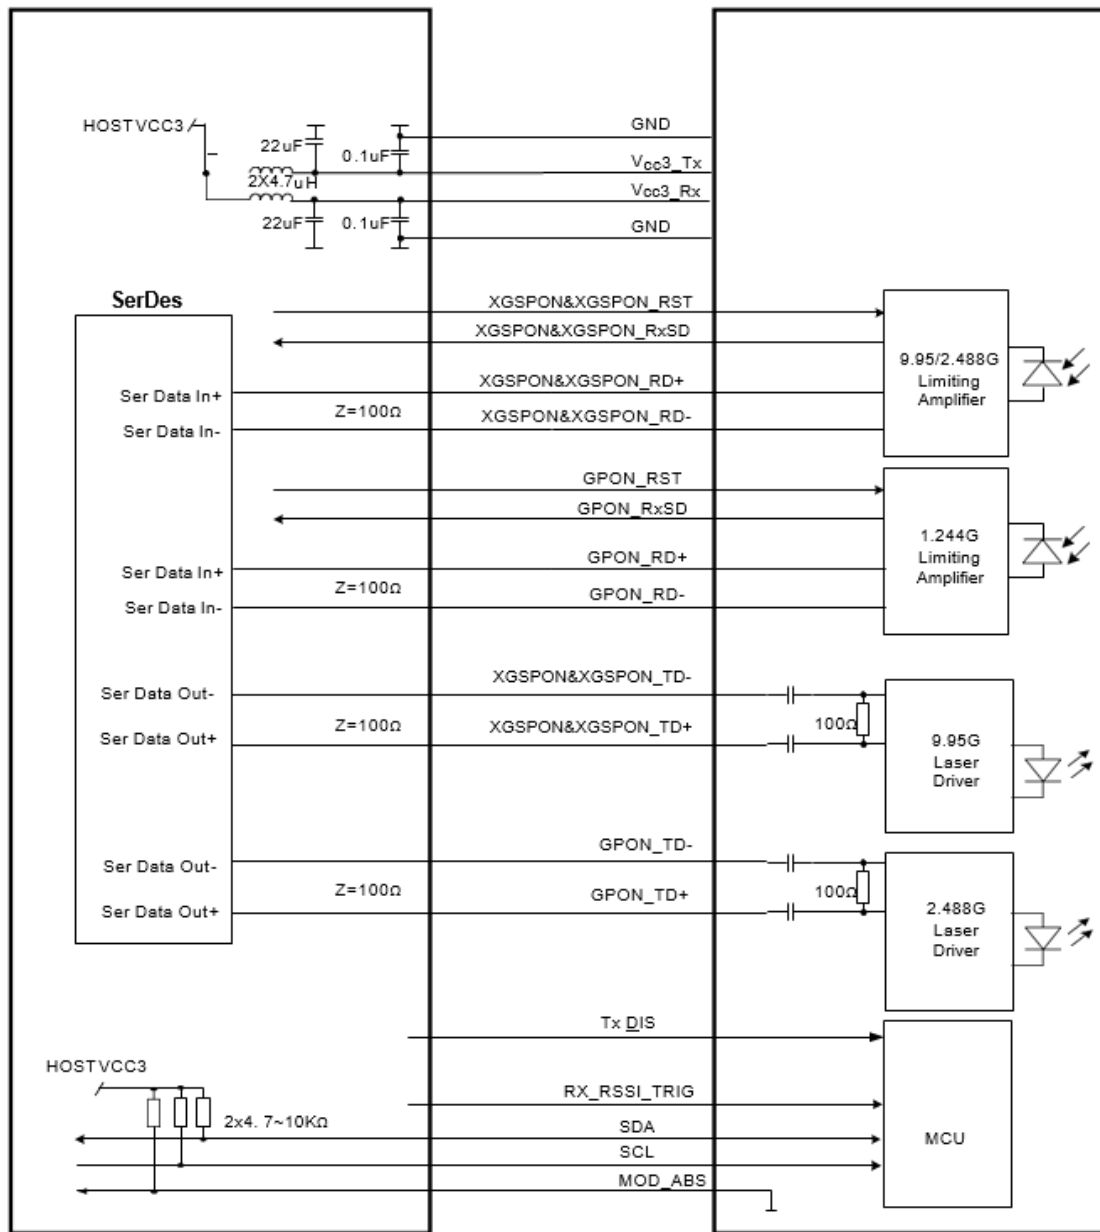 GND
HOSTVCC3
22uF
0.1uF
Vcc3_Tx
2X4.7uH
Vcc3_Rx
22uF
0.1uF
GND
SerDes
XGSPON&XGSPON_RST
XGSPON&XGSPON_RxSD
9.95/2.488G
Limiting
Amplifier
Ser Data In+
XGSPON&XGSPON_RD+
Z=100Ω
Ser Data In-
XGSPON&XGSPON_RD-
GPON_RST
GPON_RxSD
1.244G
Limiting
Amplifier
Ser Data In+
GPON_RD+
Z=100Ω
Ser Data In-
GPON_RD-
XGSPON&XGSPON_TD-
Ser Data Out-
Z=100Ω
XGSPON&XGSPON_TD+
100Ω
Ser Data Out+
9.95G
Laser
Driver
GPON_TD-
Ser Data Out-
Z=100Ω
GPON_TD+
100Ω
Ser Data Out+
2.488G
Laser
Driver
Tx DIS
HOSTVCC3
RX_RSSI_TRIG
2x4. 7~10KΩ
SDA
MCU
SCL
MOD_ABS